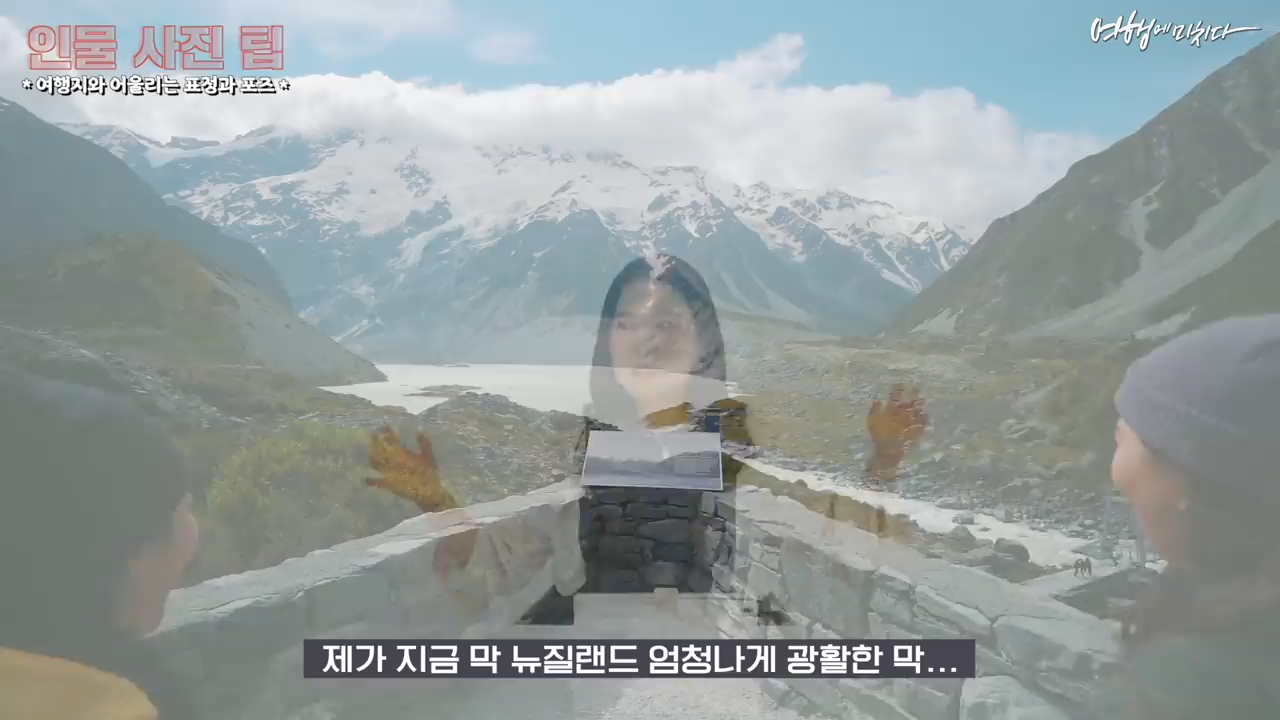 인물 사진 팁
* 여행지와 어울리는 표정과 포즈 *
여행에미치다
제가 지금 막 뉴질랜드 엄청나게 광활한 막...